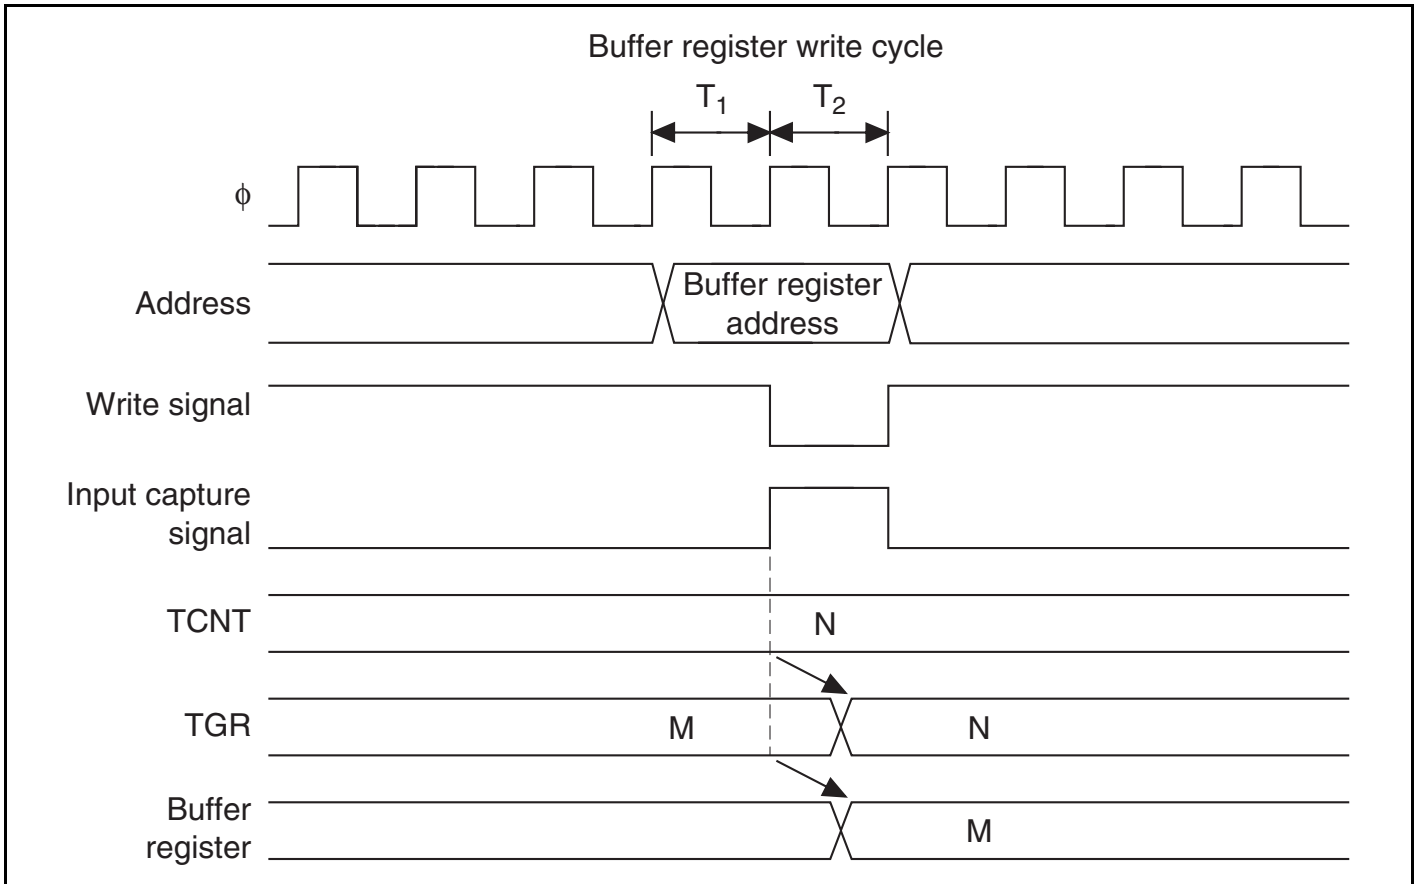 Buffer register write cycle
T1 T2
ϕ
Address
Buffer register
address
Write signal
Input capture
signal
TCNT
N
TGR
M N
Buffer
register
M